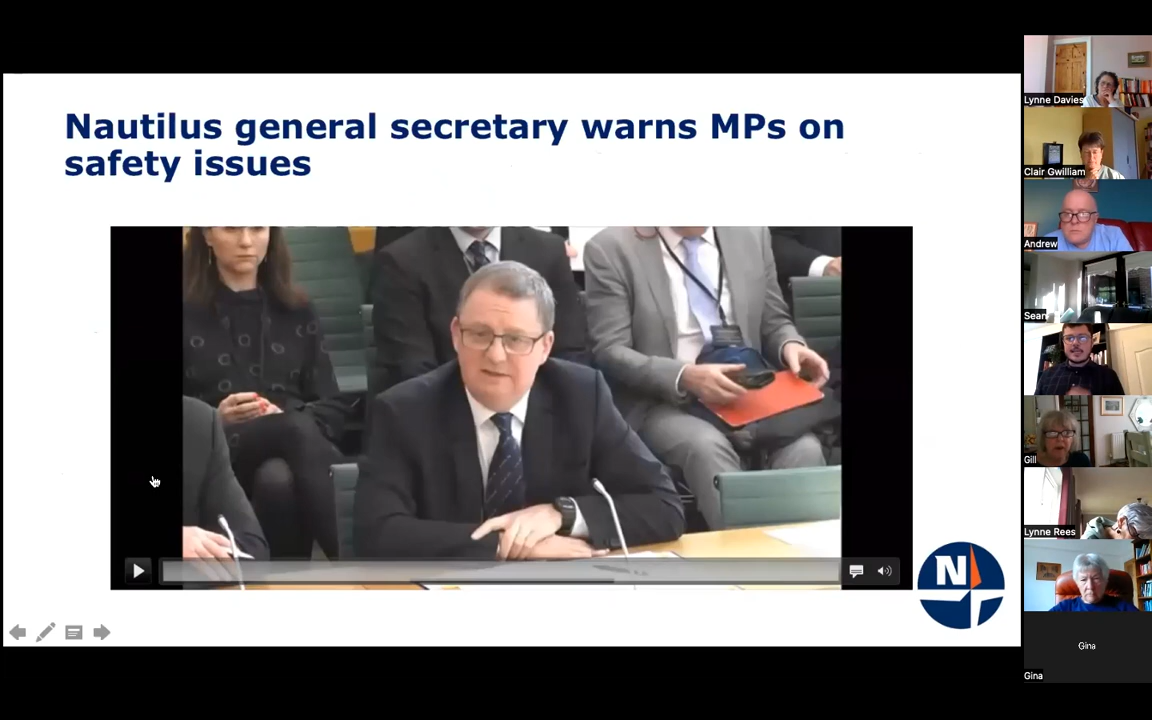 Nautilus general secretary warns MPs on
safety issues
N
Lynne Davies
Clair Gwilliam
Andrew
Sean
Gill
Lynne Rees
Gina
Gina